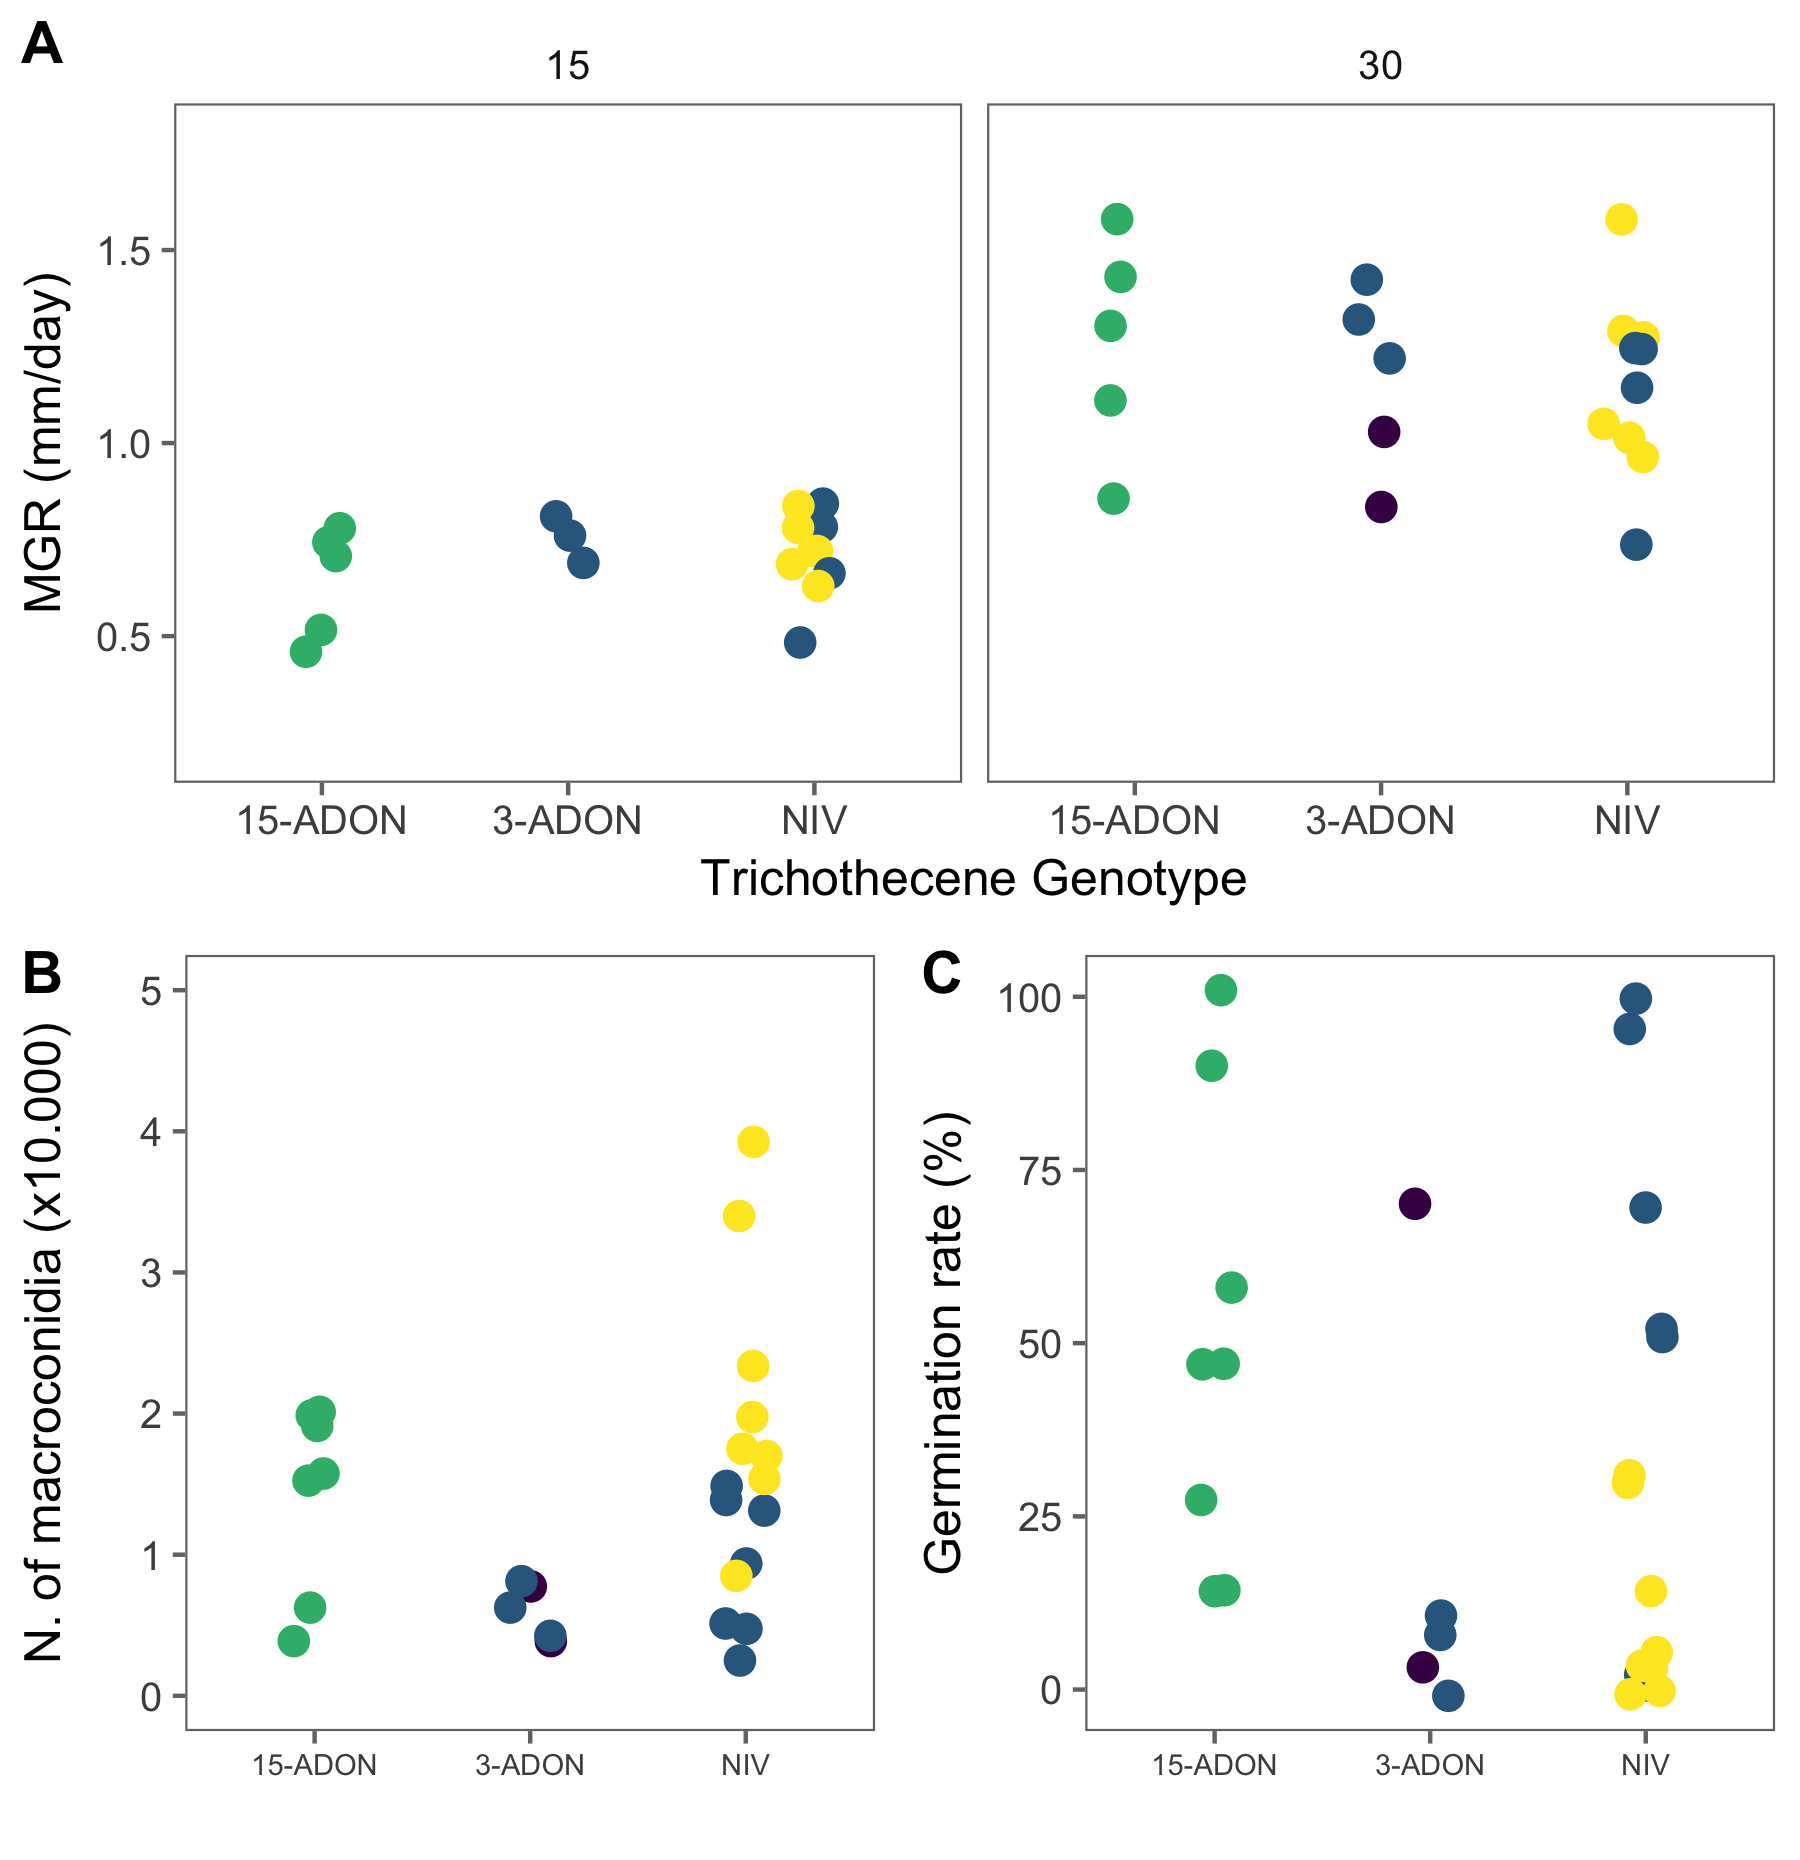 A
15
30
MGR (mm/day)
1.5
1.0
0.5
15-ADON
3-ADON
NIV
15-ADON
3-ADON
NIV
Trichothecene Genotype
B
N. of macroconidia (x10.000)
5
4
3
2
1
0
15-ADON
3-ADON
NIV
C
Germination rate (%)
100
75
50
25
0
15-ADON
3-ADON
NIV